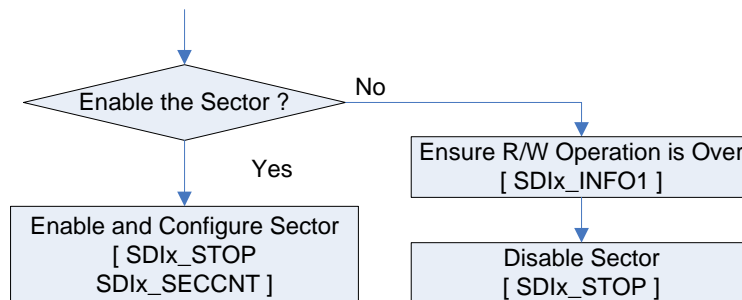 Enable the Sector ?
No
Yes
Ensure R/W Operation is Over
[ SDIx_INFO1 ]
Enable and Configure Sector
[ SDIx_STOP
SDIx_SECCNT ]
Disable Sector
[ SDIx_STOP ]